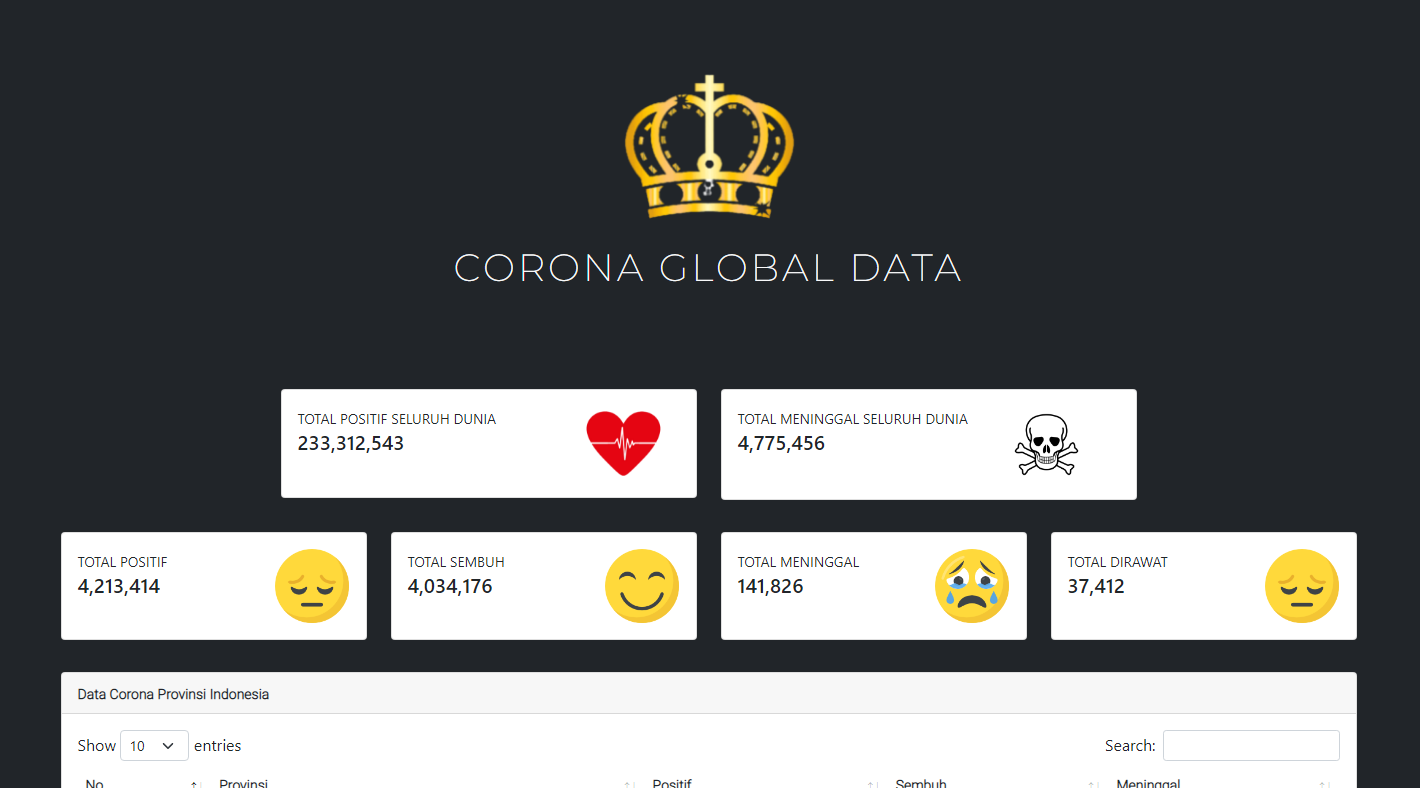 CORONA GLOBAL DATA
TOTAL POSITIF SELURUH DUNIA
233,312,543
TOTAL MENINGGAL SELURUH DUNIA
4,775,456
TOTAL POSITIF
4,213,414
TOTAL SEMBUH
4,034,176
TOTAL MENINGGAL
141,826
TOTAL DIRAWAT
37,412
Data Corona Provinsi Indonesia
Show 10 entries
Search:
No Provinsi Positif Sembuh Meninggal